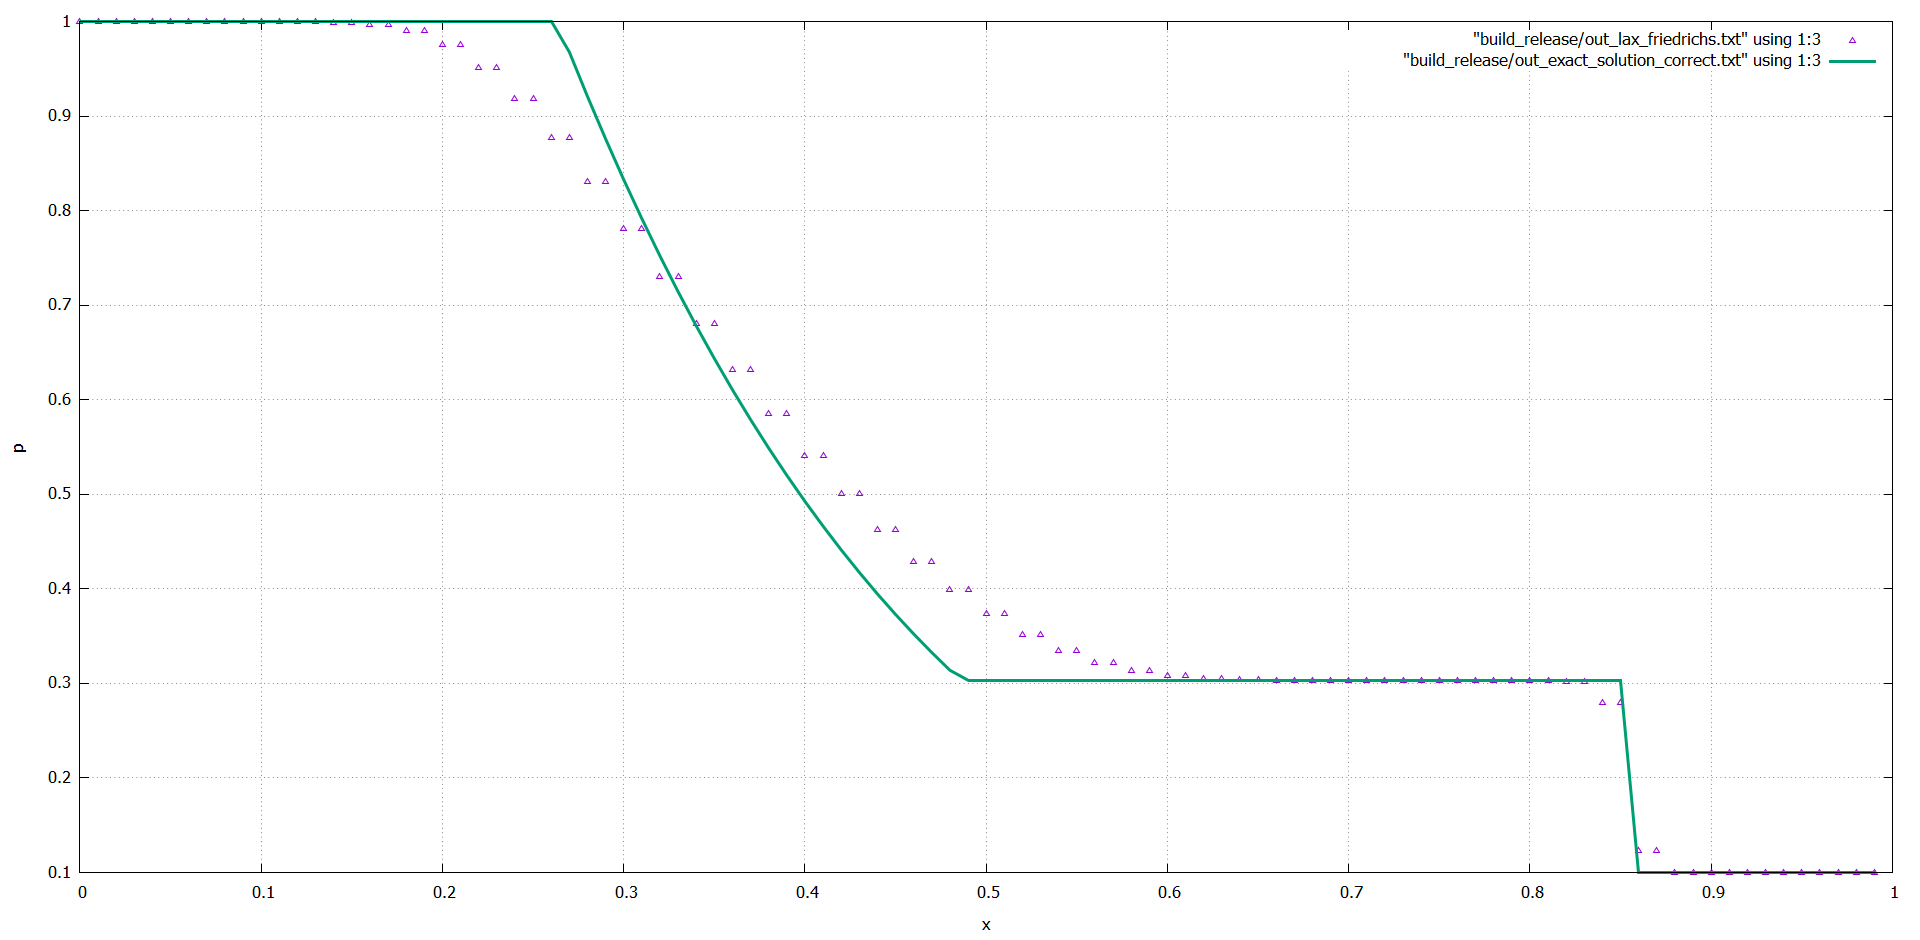 "build_release/out_lax_friedrichs.txt" using 1:3
"build_release/out_exact_solution_correct.txt" using 1:3
1
0.9
0.8
0.7
0.6
0.5
0.4
0.3
0.2
0.1
p
0 0.1 0.2 0.3 0.4 0.5 0.6 0.7 0.8 0.9 1
x